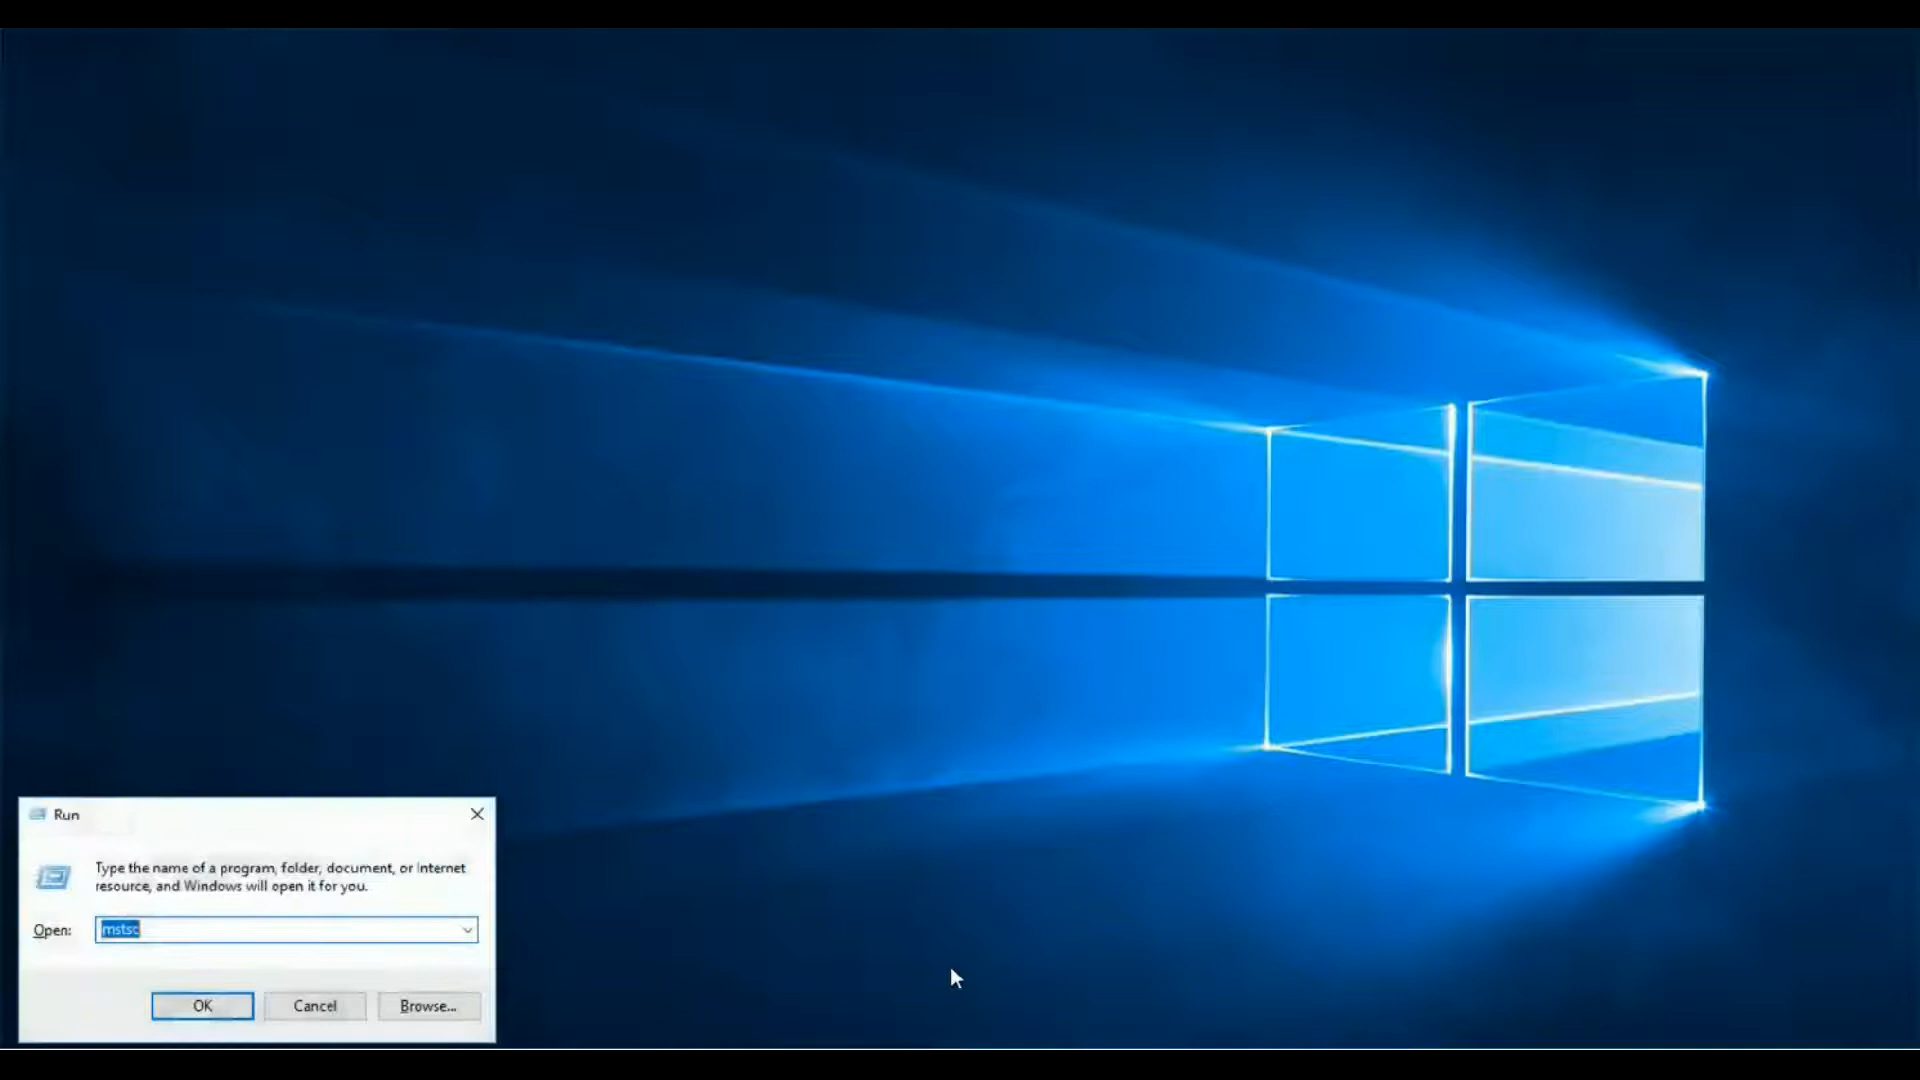 Run
Type the name of a program, folder, document, or Internet
resource, and Windows will open it for you.
Open:
mstsc
OK
Cancel
Browse...